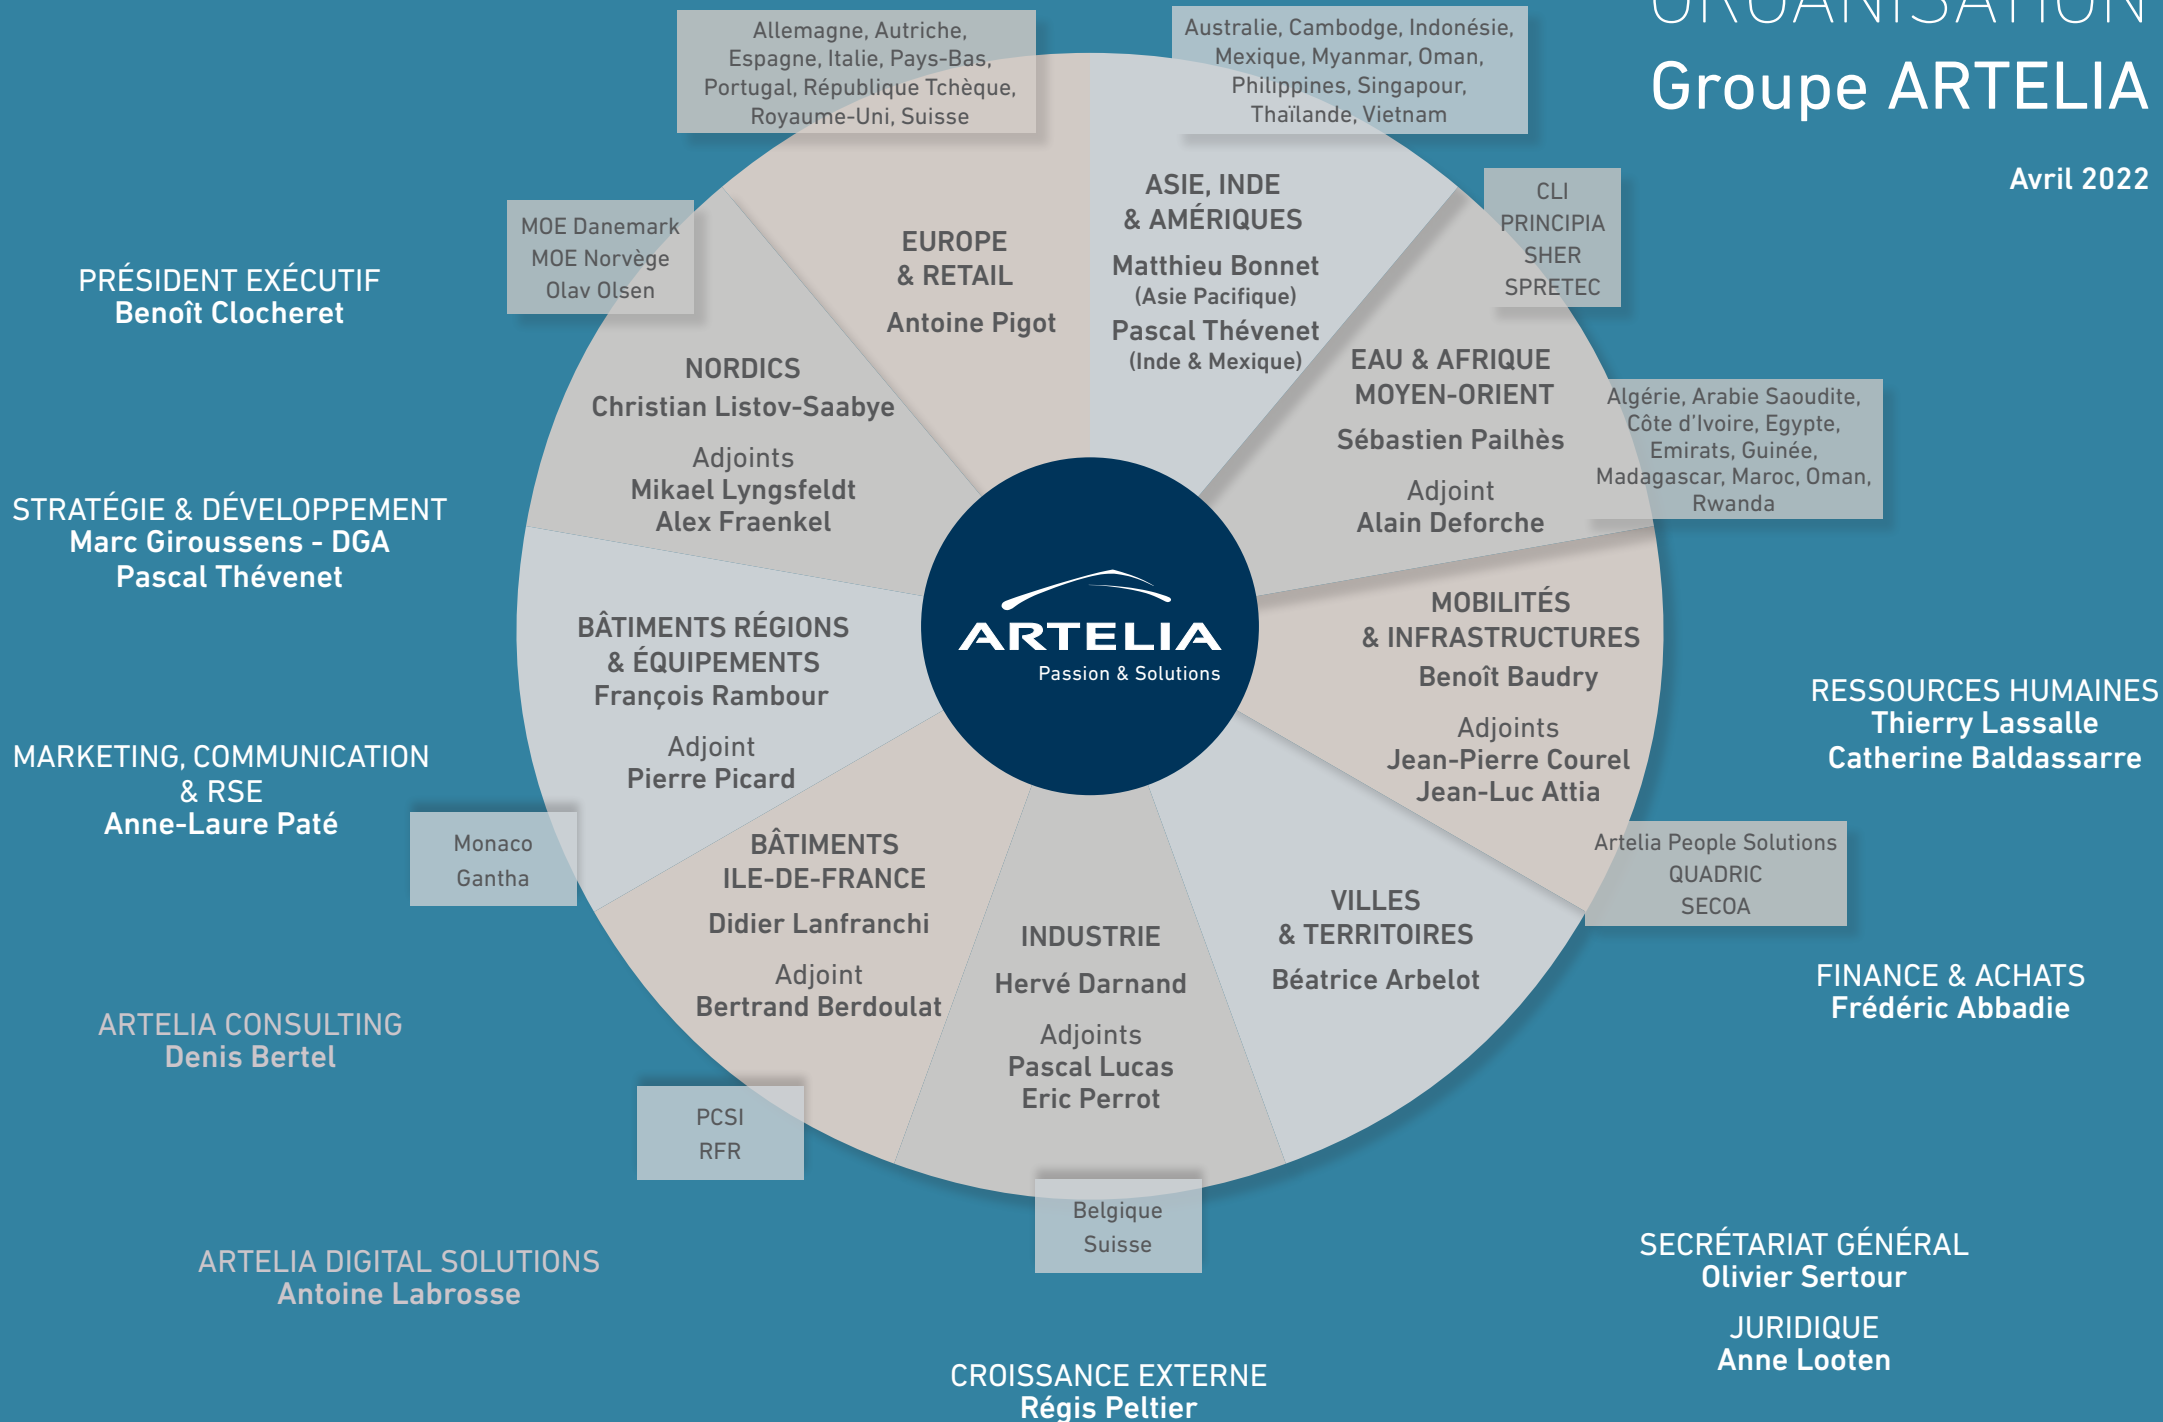 ORGANISATION
Groupe ARTELIA
Avril 2022
Allemagne, Autriche,
Espagne, Italie, Pays-Bas,
Portugal, République Tchèque,
Royaume-Uni, Suisse
Australie, Cambodge, Indonésie,
Mexique, Myanmar, Oman,
Philippines, Singapour,
Thaïlande, Vietnam
CLI
PRINCIPIA
SHER
SPRETEC
MOE Danemark
MOE Norvège
Olav Olsen
EUROPE
& RETAIL
Antoine Pigot
ASIE, INDE
& AMÉRIQUES
Matthieu Bonnet
(Asie Pacifique)
Pascal Thévenet
(Inde & Mexique)
NORDICS
Christian Listov-Saabye
Adjoints
Mikael Lyngsfeldt
Alex Fraenkel
EAU & AFRIQUE
MOYEN-ORIENT
Sébastien Pailhès
Adjoint
Alain Deforche
Algérie, Arabie Saoudite,
Côte d'Ivoire, Egypte,
Emirats, Guinée,
Madagascar, Maroc, Oman,
Rwanda
PRÉSIDENT EXÉCUTIF
Benoît Clocheret
STRATÉGIE & DÉVELOPPEMENT
Marc Giroussens - DGA
Pascal Thévenet
BÂTIMENTS RÉGIONS
& ÉQUIPEMENTS
François Rambour
Adjoint
Pierre Picard
ARTELIA
Passion & Solutions
MOBILITÉS
& INFRASTRUCTURES
Benoît Baudry
Adjoints
Jean-Pierre Courel
Jean-Luc Attia
RESSOURCES HUMAINES
Thierry Lassalle
Catherine Baldassarre
MARKETING, COMMUNICATION
& RSE
Anne-Laure Paté
Monaco
Gantha
BÂTIMENTS
ILE-DE-FRANCE
Didier Lanfranchi
Adjoint
Bertrand Berdoulat
INDUSTRIE
Hervé Darnand
Adjoints
Pascal Lucas
Eric Perrot
VILLES
& TERRITOIRES
Béatrice Arbelot
Artelia People Solutions
QUADRIC
SECOA
FINANCE & ACHATS
Frédéric Abbadie
ARTELIA CONSULTING
Denis Bertel
PCSI
RFR
Belgique
Suisse
ARTELIA DIGITAL SOLUTIONS
Antoine Labrosse
SECRÉTARIAT GÉNÉRAL
Olivier Sertour
JURIDIQUE
Anne Looten
CROISSANCE EXTERNE
Régis Peltier